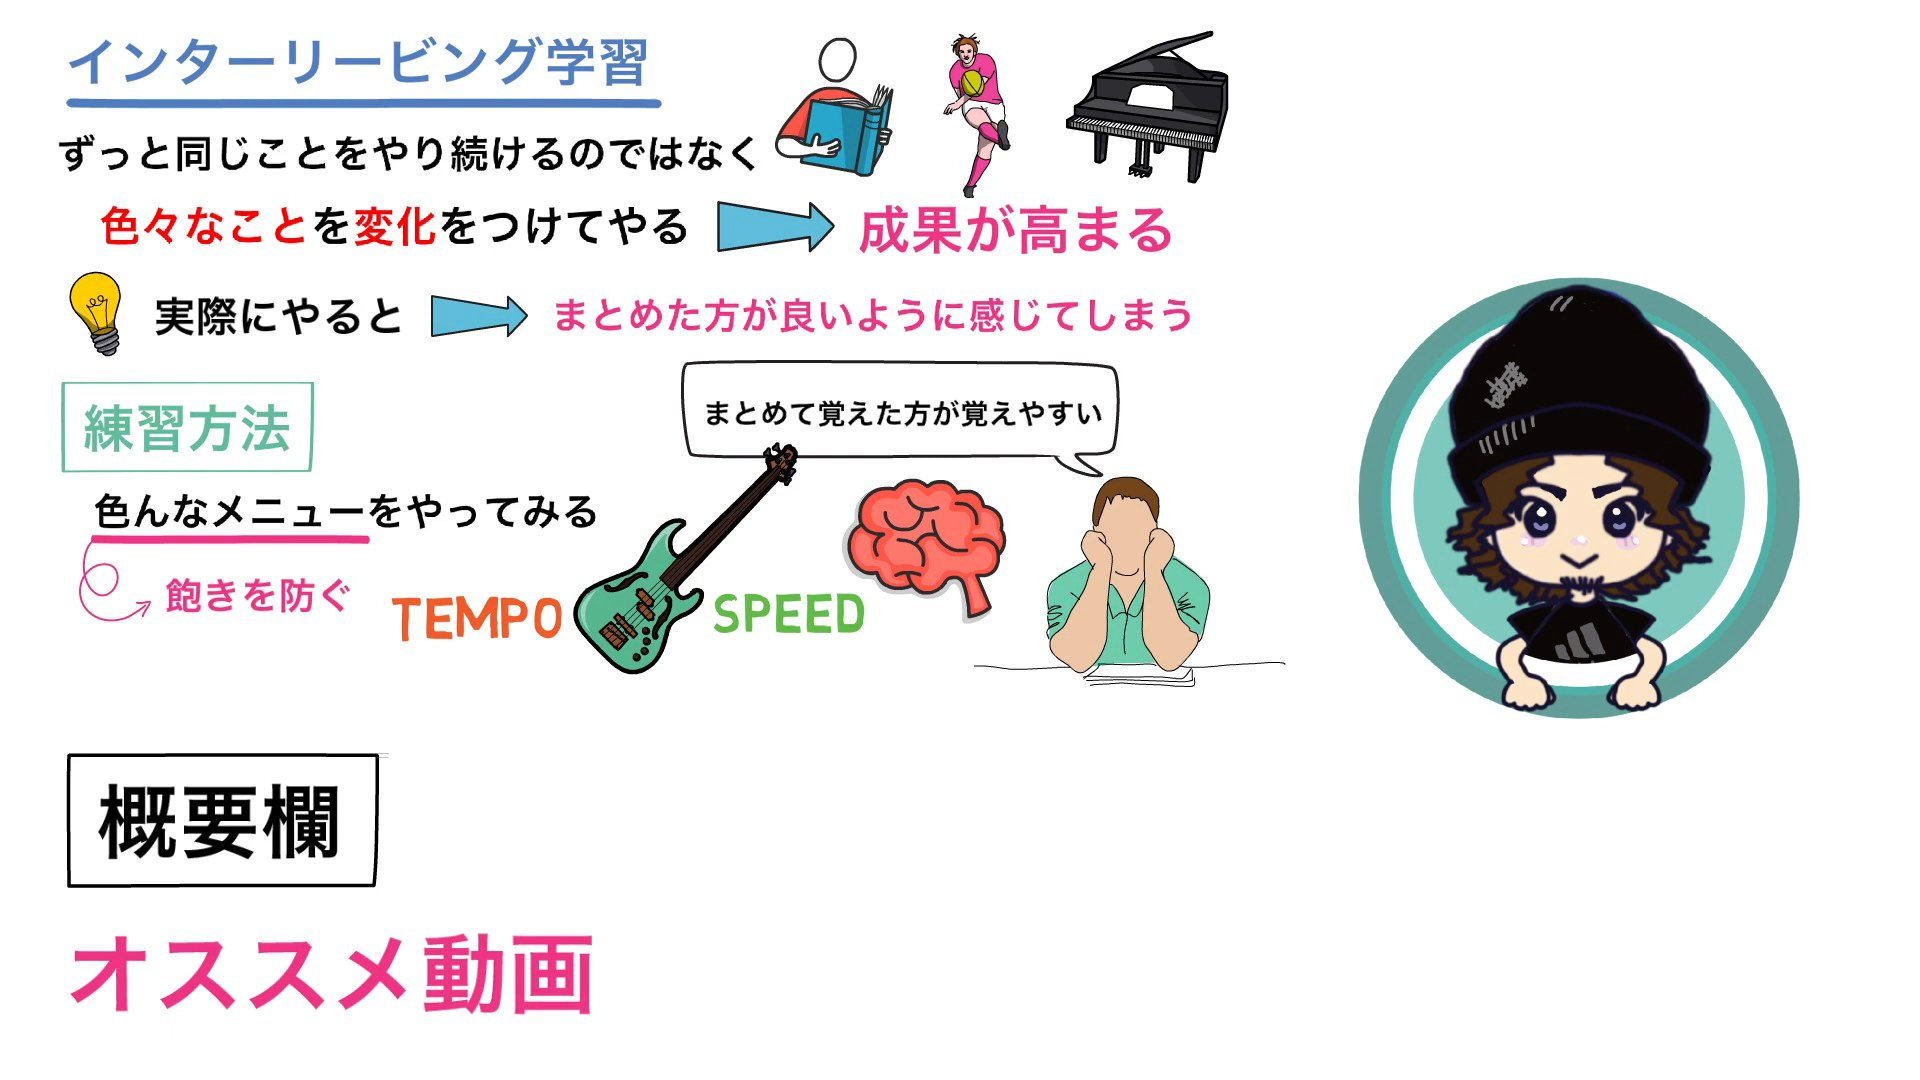 インターリービング学習
ずっと同じことをやり続けるのではなく
色々なことを変化をつけてやる
成果が高まる
実際にやると
まとめた方が良いように感じてしまう
まとめて覚えた方が覚えやすい
練習方法
色んなメニューをやってみる
飽きを防ぐ
TEMPO
SPEED
概要欄
オススメ動画